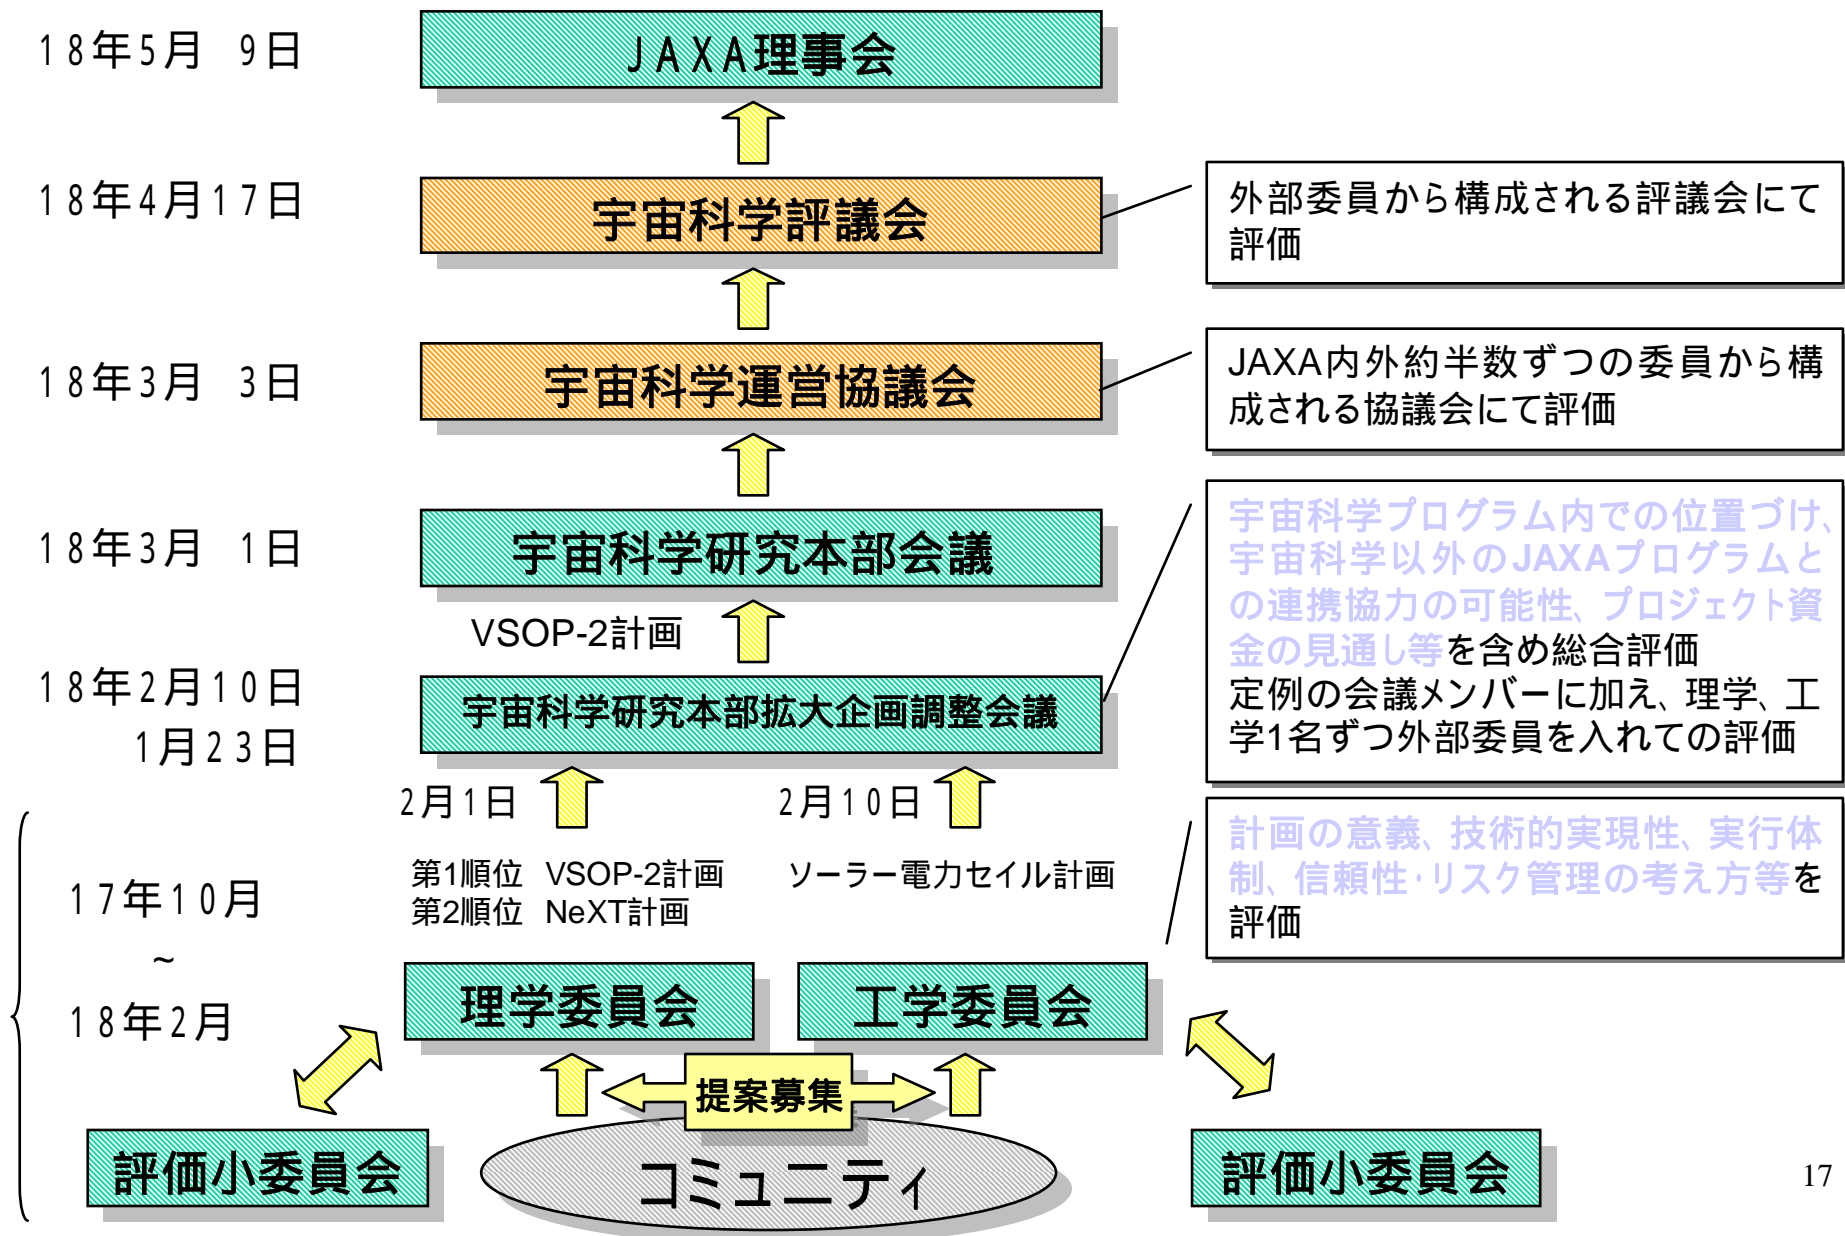 18年5月 9日
JAXA理事会
18年4月17日
宇宙科学評議会
外部委員から構成される評議会にて
評価
18年3月 3日
宇宙科学運営協議会
JAXA内外約半数ずつの委員から構
成される協議会にて評価
18年3月 1日
宇宙科学研究本部会議
VSOP-2計画
18年2月10日
1月23日
宇宙科学研究本部拡大企画調整会議
宇宙科学プログラム内での位置づけ、
宇宙科学以外のJAXAプログラムと
の連携協力の可能性、プロジェクト資
金の見通し等を含め総合評価
定例の会議メンバーに加え、理学、工
学1名ずつ外部委員を入れての評価
2月1日
2月10日
第1順位 VSOP-2計画
第2順位 NeXT計画
ソーラー電力セイル計画
計画の意義、技術的実現性、実行体
制、信頼性・リスク管理の考え方等を
評価
17年10月
~
18年2月
理学委員会
工学委員会
提案募集
評価小委員会
コミュニティ
評価小委員会
17